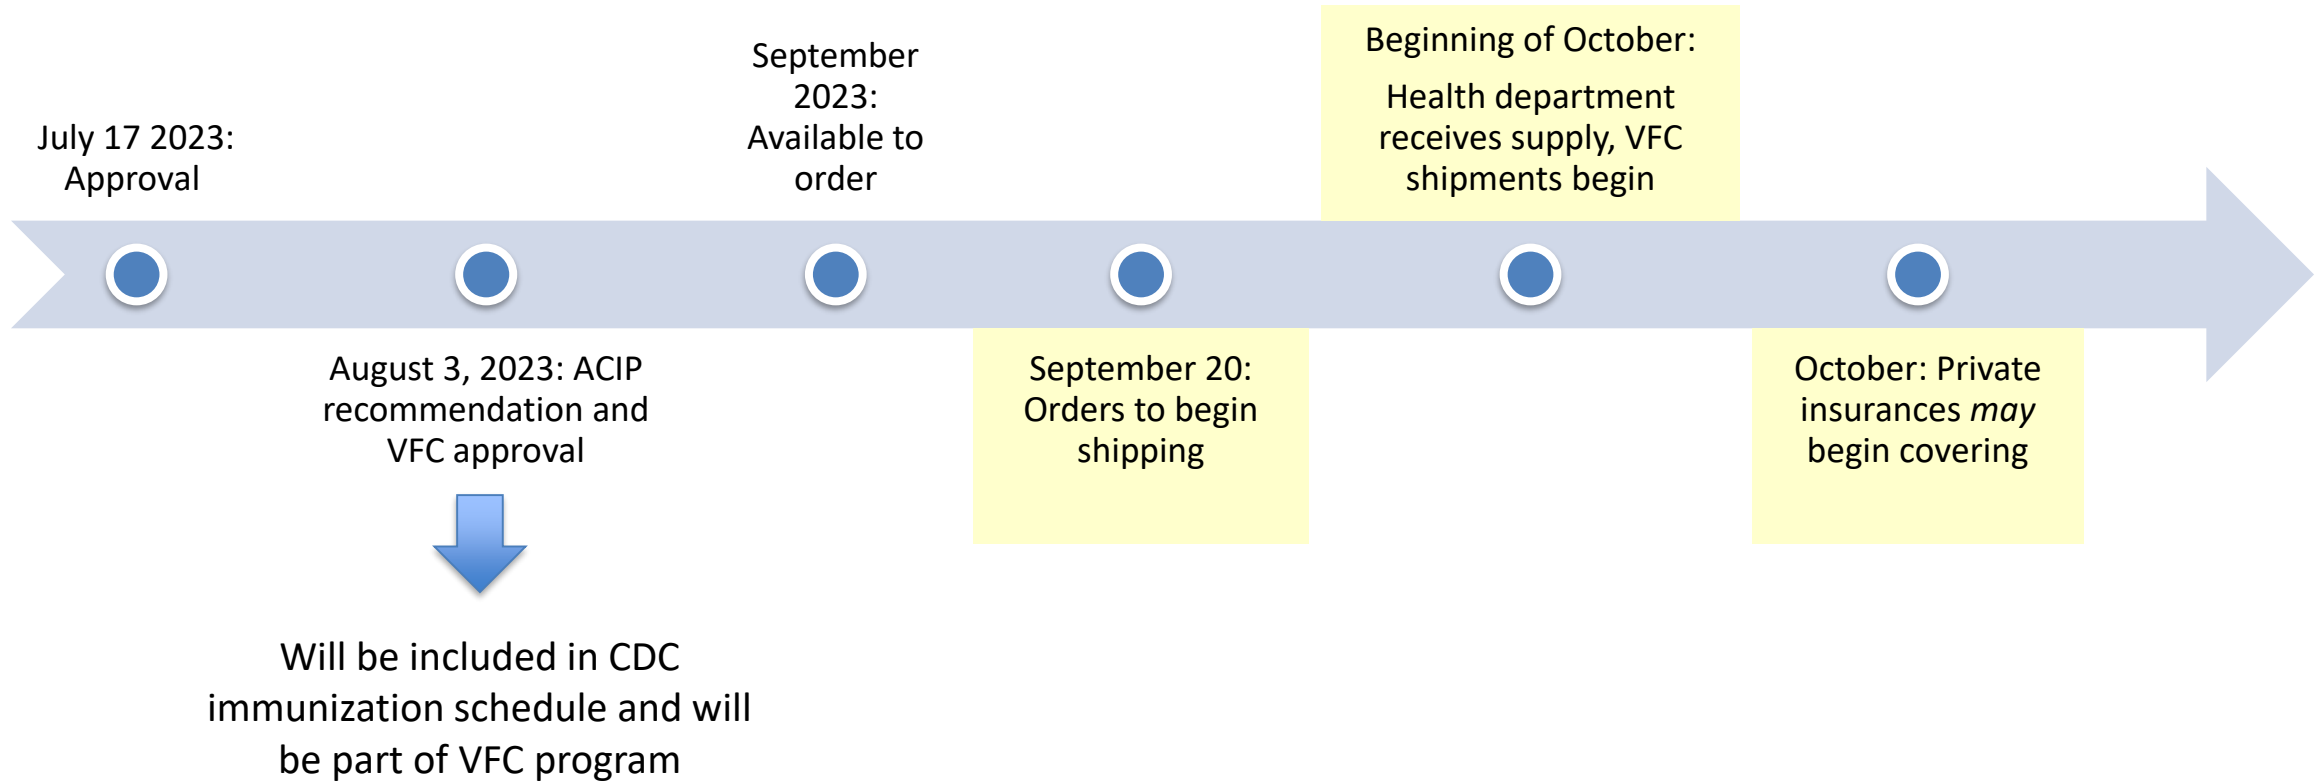 July 17 2023:
Approval
August 3, 2023: ACIP
recommendation and
VFC approval
Will be included in CDC
immunization schedule and will
be part of VFC program
September
2023:
Available to
order
September 20:
Orders to begin
shipping
Beginning of October:
Health department
receives supply, VFC
shipments begin
October: Private
insurances may
begin covering